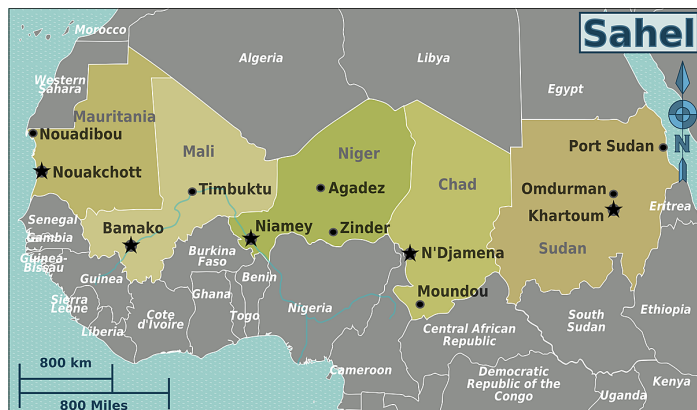 Sahel
Morocco
Algeria
Libya
Egypt
Western
Sahara
Mauritania
Mali
Niger
Chad
Sudan
N
Nouadibou
Nouakchott
Timbuktu
Agadez
Port Sudan
Omdurman
Khartoum
Bamako
Niamey
Zinder
N'Djamena
Moundou
Senegal
Gambia
Guinea-
Bissau
Guinea
Sierra
Leone
Liberia
Cote
d'Ivoire
Burkina
Faso
Ghana
Togo
Benin
Nigeria
Cameroon
Central African
Republic
South
Sudan
Eritrea
Ethiopia
Democratic
Republic of the
Congo
Uganda
Kenya
800 km
800 Miles